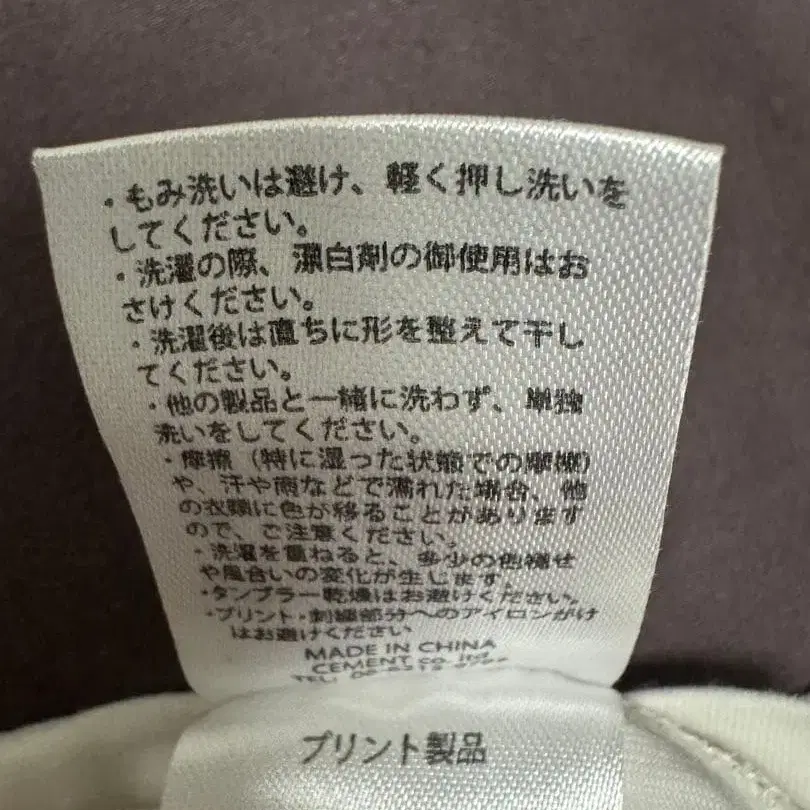 ・もみ洗いは避け、軽く押し洗いを
してください。
・洗濯の際、漂白剤の御使用はお
さけください。
・洗濯後は直ちに形を整えて干し
てください。
・他の製品と一緒に洗わず、単独
洗いをしてください。
・摩擦(特に湿った状態での摩擦)
や、汗や雨などで濡れた場合、他
の衣類に色が移ることがあります
ので、ご注意ください。
・洗濯を重ねると、多少の色褪せ
や風合いの変化が生じます。
・タンブラー乾燥はお避けください。
・プリント・刺繍部分へのアイロンがけ
はお避けください
MADE IN CHINA
CEMENT co. ltd
TEL:
プリント製品